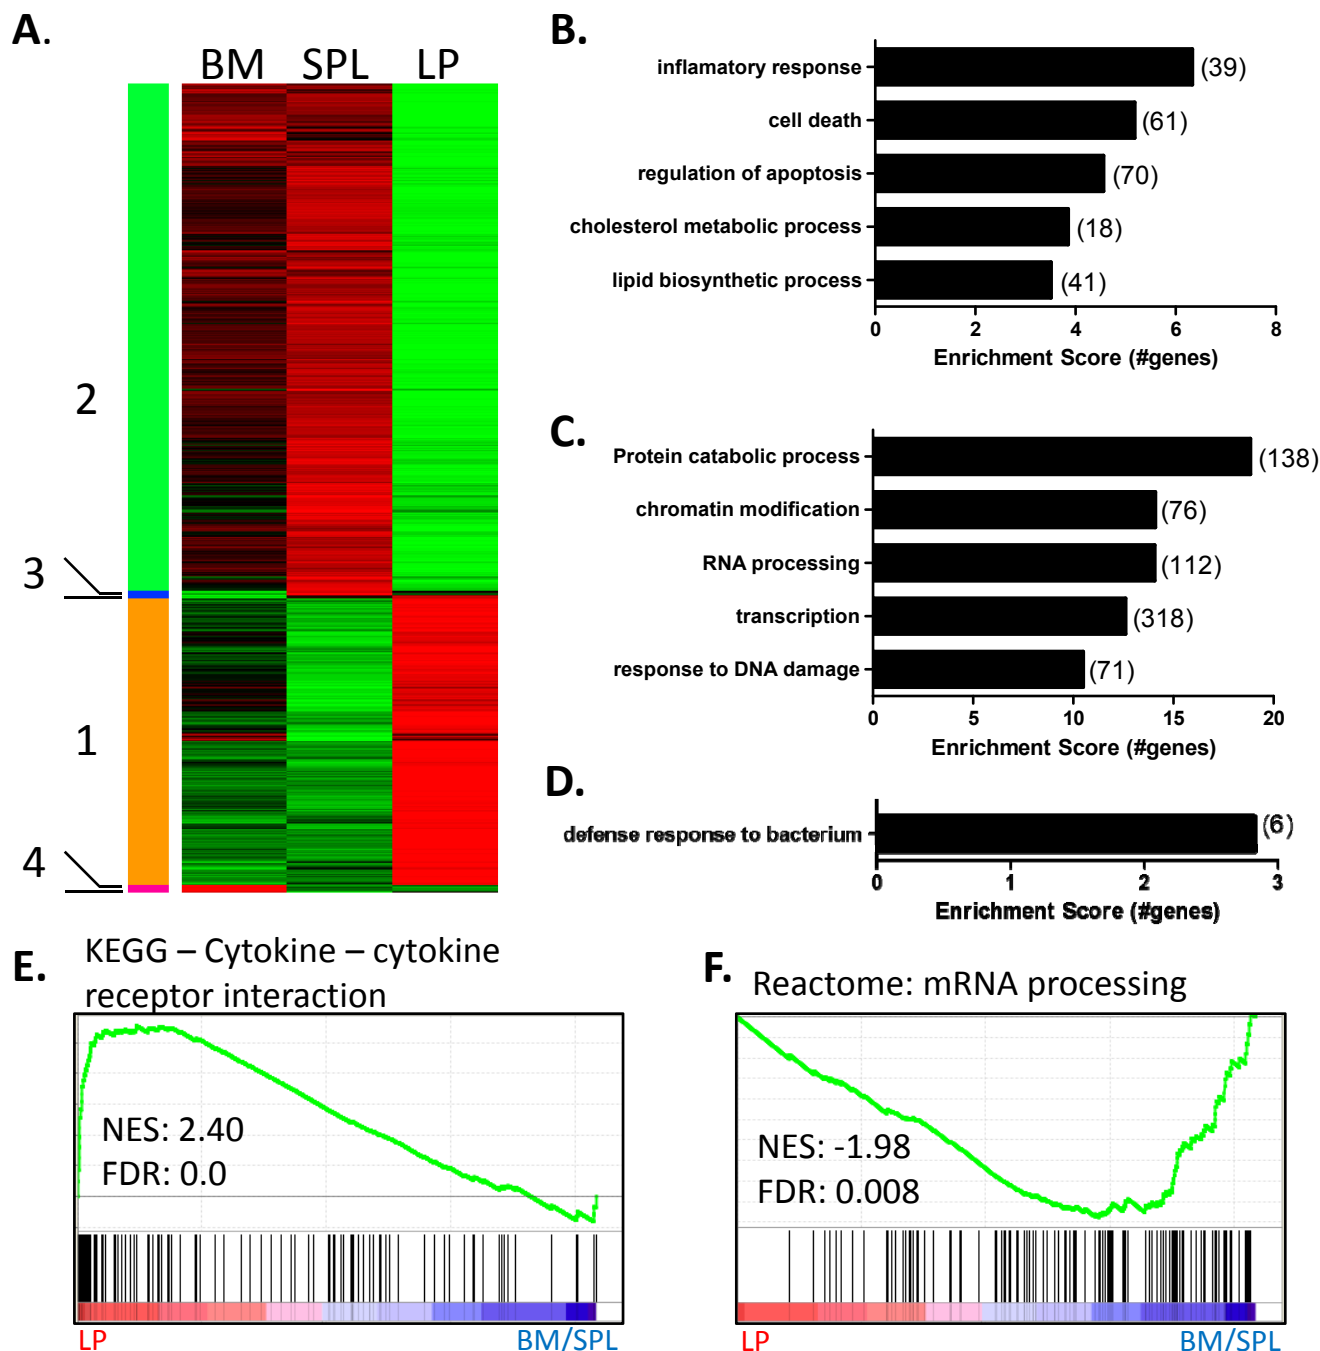 A.
BM SPL LP
2
3
1
4
B.
inflamatory response (39)
cell death (61)
regulation of apoptosis (70)
cholesterol metabolic process (18)
lipid biosynthetic process (41)
0 2 4 6 8
Enrichment Score (#genes)
C.
Protein catabolic process (138)
chromatin modification (76)
RNA processing (112)
transcription (318)
response to DNA damage (71)
0 5 10 15 20
Enrichment Score (#genes)
D.
defense response to bacterium (6)
0 1 2 3
Enrichment Score (#genes)
E.
KEGG – Cytokine – cytokine
receptor interaction
NES: 2.40
FDR: 0.0
LP BM/SPL
F.
Reactome: mRNA processing
NES: -1.98
FDR: 0.008
LP BM/SPL